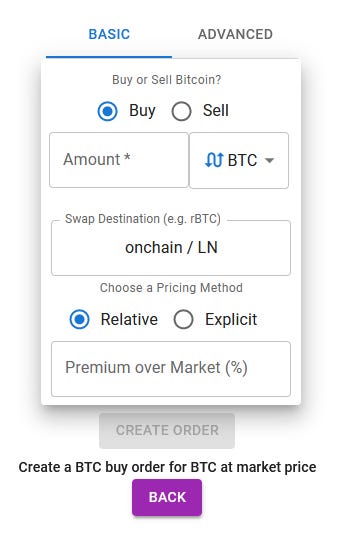 BASIC ADVANCED
Buy or Sell Bitcoin?
Buy Sell
Amount * BTC
Swap Destination (e.g. rBTC)
onchain / LN
Choose a Pricing Method
Relative Explicit
Premium over Market (%)
CREATE ORDER
Create a BTC buy order for BTC at market price
BACK